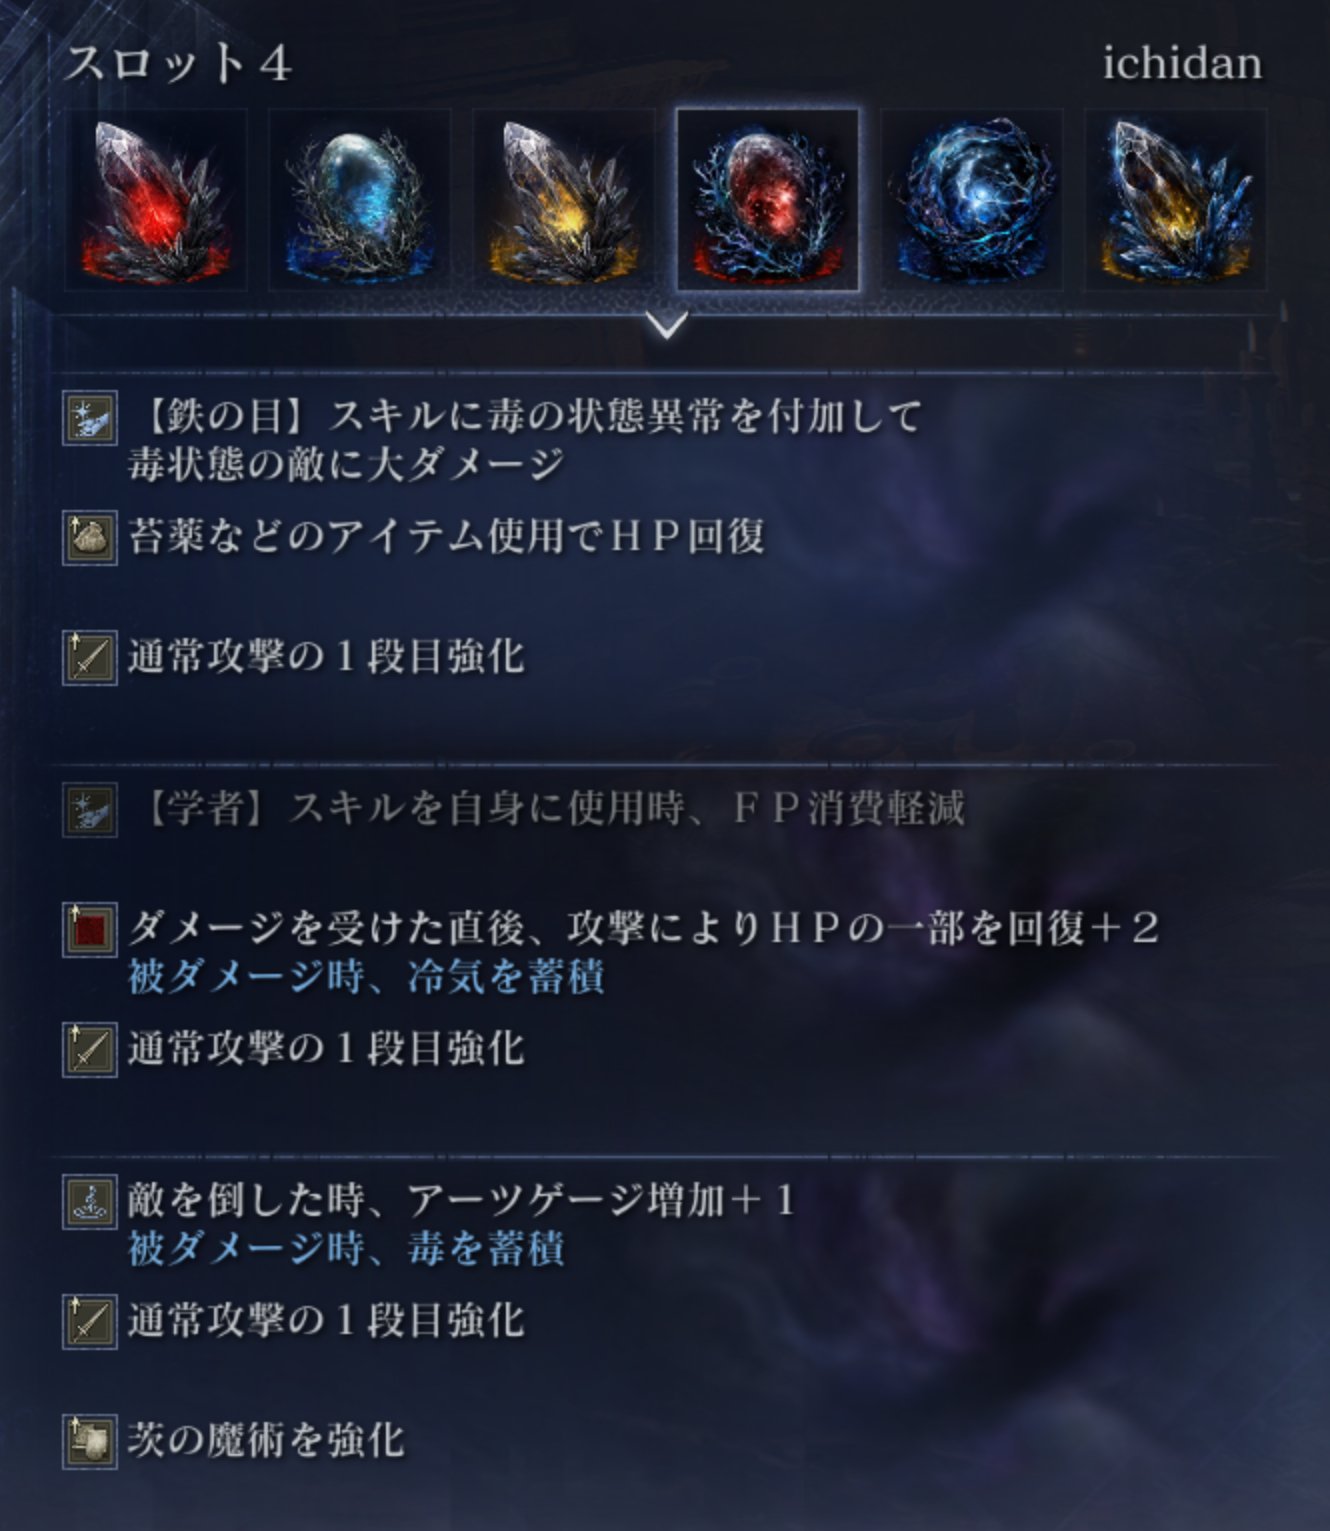 スロット４
ichidan
【鉄の目】スキルに毒の状態異常を付加して
毒状態の敵に大ダメージ
苔薬などのアイテム使用でＨＰ回復
通常攻撃の１段目強化
【学者】スキルを自身に使用時、ＦＰ消費軽減
ダメージを受けた直後、攻撃によりＨＰの一部を回復＋２
被ダメージ時、冷気を蓄積
通常攻撃の１段目強化
敵を倒した時、アーツゲージ増加＋１
被ダメージ時、毒を蓄積
通常攻撃の１段目強化
茨の魔術を強化